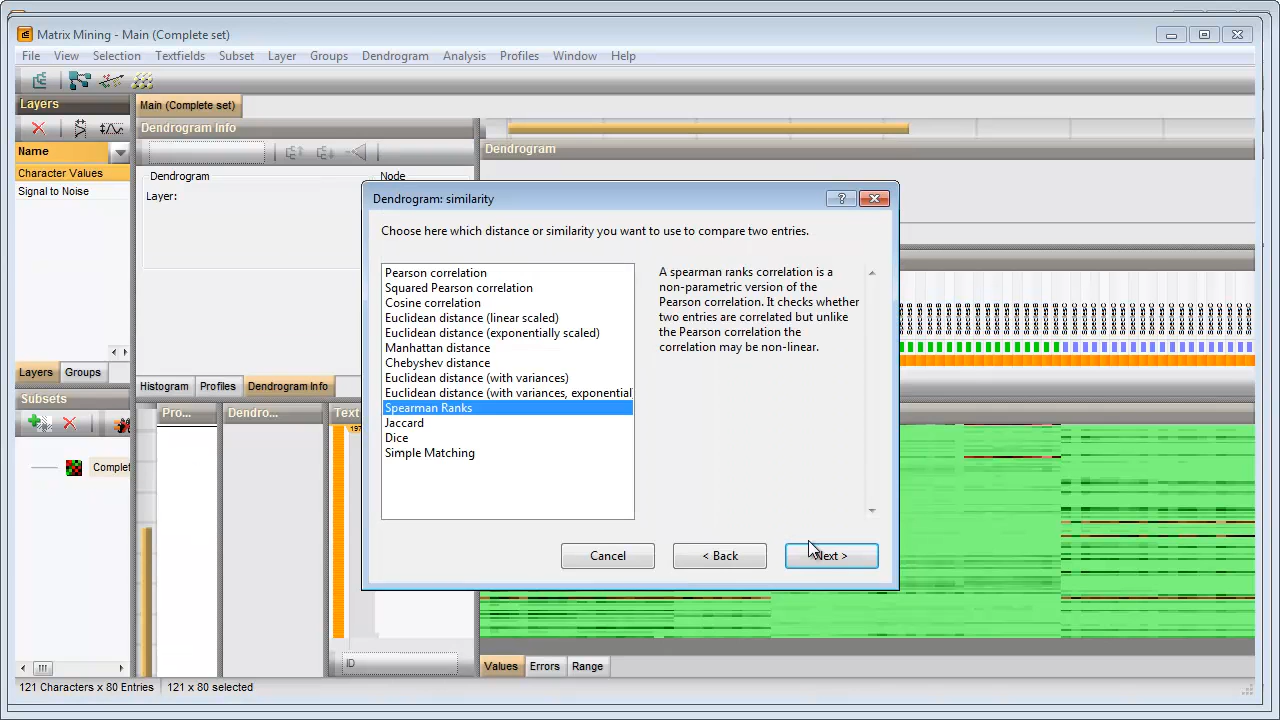 Matrix Mining - Main (Complete set)
File View Selection Textfields Subset Layer Groups Dendrogram Analysis Profiles Window Help
Layers
Main (Complete set)
Dendrogram Info
Name
Character Values
Signal to Noise
Dendrogram
Node
Layer:
Dendrogram
Dendrogram: similarity
Choose here which distance or similarity you want to use to compare two entries.
Pearson correlation
Squared Pearson correlation
Cosine correlation
Euclidean distance (linear scaled)
Euclidean distance (exponentially scaled)
Manhattan distance
Chebyshev distance
Euclidean distance (with variances)
Euclidean distance (with variances, exponential
Spearman Ranks
Jaccard
Dice
Simple Matching
A spearman ranks correlation is a
non-parametric version of the
Pearson correlation. It checks whether
two entries are correlated but unlike
the Pearson correlation the
correlation may be non-linear.
Cancel
< Back
Next >
Layers Groups
Histogram Profiles Dendrogram Info
Subsets
Complet
Pro... Dendro... Text
197
ID
Values Errors Range
121 Characters x 80 Entries 121 x 80 selected